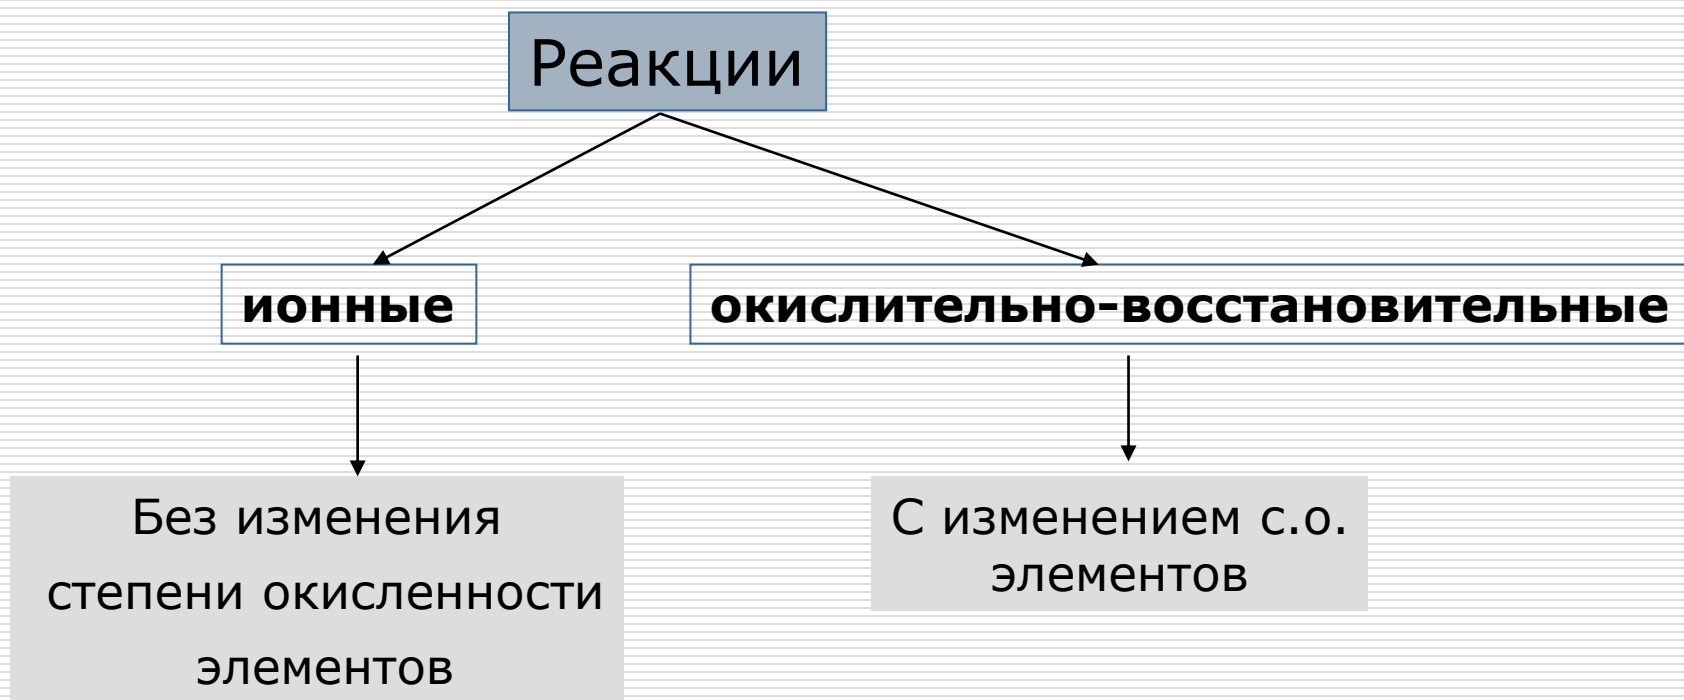 Реакции
ионные
окислительно-восстановительные
Без изменения
степени окисленности
элементов
С изменением с.о.
элементов